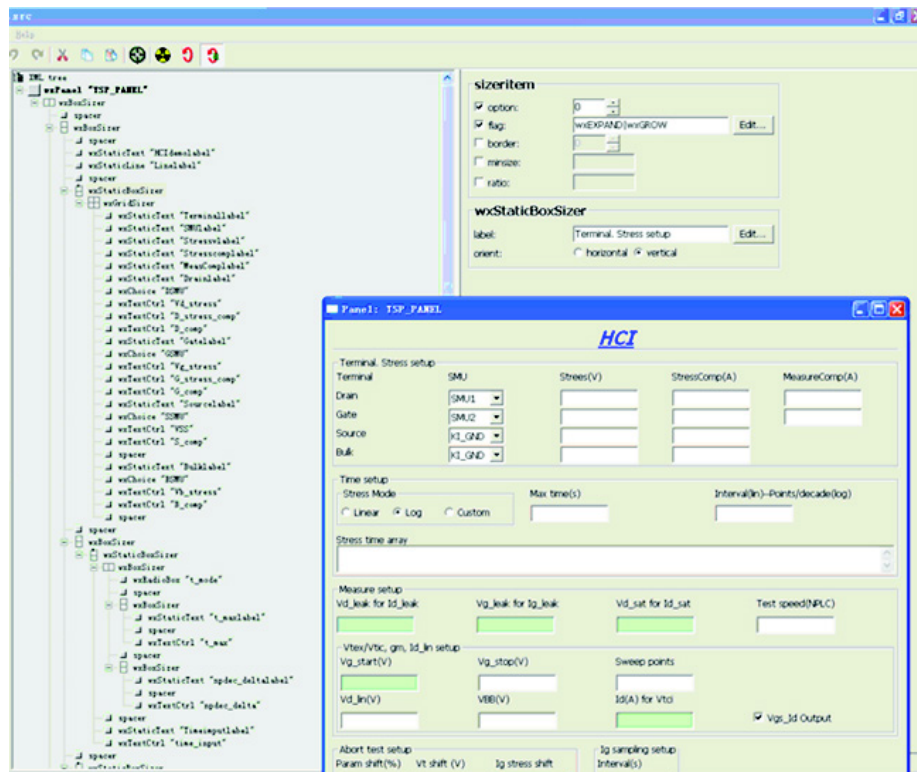 src
Help
XML tree
wxPanel "TSP_PANEL"
wxBoxSizer
spacer
wxBoxSizer
spacer
wxStaticText "HCIdemolabel"
wxStaticLine "Linelabel"
spacer
wxStaticBoxSizer
wxGridSizer
wxStaticText "Terminallabel"
wxStaticText "SMUlabel"
wxStaticText "Stressvlabel"
wxStaticText "Stresscomplabel"
wxStaticText "MeasComplabel"
wxStaticText "Drainlabel"
wxChoice "DSMU"
wxTextCtrl "Vd_stress"
wxTextCtrl "D_stress_comp"
wxTextCtrl "D_comp"
wxStaticText "Gatelabel"
wxChoice "GSMU"
wxTextCtrl "Vg_stress"
wxTextCtrl "G_stress_comp"
wxTextCtrl "G_comp"
wxStaticText "Sourcelabel"
wxChoice "SSMU"
wxTextCtrl "VSS"
wxTextCtrl "S_comp"
spacer
wxStaticText "Bulklabel"
wxChoice "BSMU"
wxTextCtrl "Vb_stress"
wxTextCtrl "B_comp"
spacer
spacer
wxBoxSizer
wxStaticBoxSizer
wxBoxSizer
wxRadioBox "t_mode"
spacer
wxBoxSizer
wxStaticText "t_maxlabel"
spacer
wxTextCtrl "t_max"
spacer
wxBoxSizer
wxStaticText "npdec_deltalabel"
spacer
wxTextCtrl "npdec_delta"
spacer
wxStaticText "Timeinputlabel"
wxTextCtrl "time_input"
spacer
wxStaticBoxSizer
sizeritem
option: 0
flag: wxEXPAND|wxGROW Edit...
border: 0
minsize:
ratio:
wxStaticBoxSizer
label: Terminal. Stress setup Edit...
orient: horizontal vertical
Panel: TSP_PANEL
HCI
Terminal. Stress setup
Terminal SMU Strees(V) StressComp(A) MeasureComp(A)
Drain SMU1
Gate SMU2
Source KI_GND
Bulk KI_GND
Time setup
Stress Mode Max time(s) Interval(lin)--Points/decade(log)
Linear Log Custom
Stress time array
Measure setup
Vd_leak for Id_leak Vg_leak for Ig_leak Vd_sat for Id_sat Test speed(NPLC)
Vtex/Vtic, gm, Id_lin setup
Vg_start(V) Vg_stop(V) Sweep points
Vd_lin(V) VBB(V) Id(A) for Vtci
Vgs_Id Output
Abort test setup Ig sampling setup
Param shift(%) Vt shift (V) Ig stress shift Interval(s)